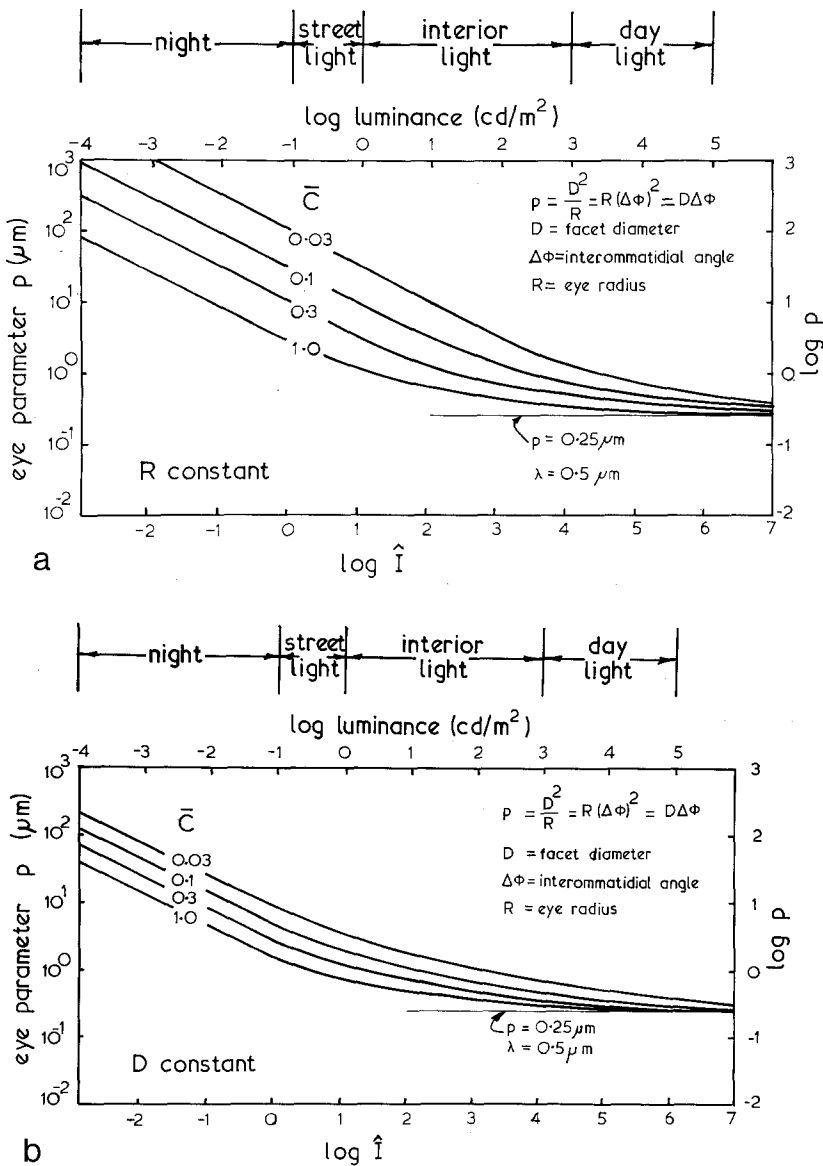 night
street light
interior light
day light
log luminance (cd/m²)
-4 -3 -2 -1 0 1 2 3 4 5
10³
10²
10¹
10⁰
10⁻¹
10⁻²
eye parameter p (μm)
C̄
0·03
0·1
0·3
1·0
p = D²/R = R(ΔΦ)² = DΔΦ
D = facet diameter
ΔΦ=interommatidial angle
R= eye radius
p = 0·25 μm
λ = 0·5 μm
R constant
3
2
1
0
-1
-2
log p
-2 -1 0 1 2 3 4 5 6 7
log Î
a
night
street light
interior light
day light
log luminance (cd/m²)
-4 -3 -2 -1 0 1 2 3 4 5
10³
10²
10¹
10⁰
10⁻¹
10⁻²
eye parameter p (μm)
C̄
0.03
0·1
0·3
1·0
p = D²/R = R(ΔΦ)² = DΔΦ
D = facet diameter
ΔΦ=interommatidial angle
R = eye radius
p = 0·25μm
λ = 0·5μm
D constant
3
2
1
0
-1
-2
log p
-2 -1 0 1 2 3 4 5 6 7
log Î
b